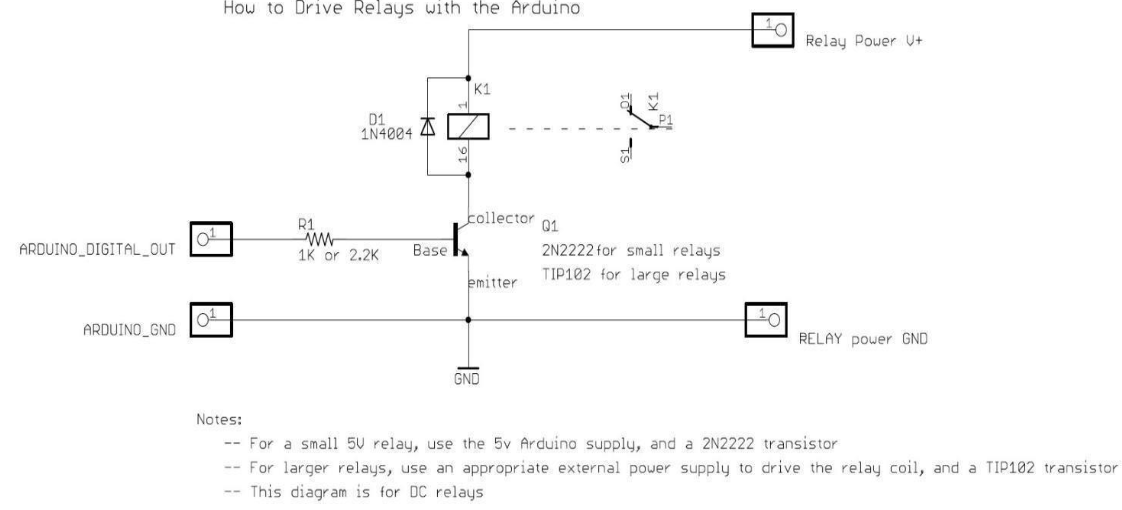 How to Drive Relays with the Arduino
1
Relay Power V+
K1
1
D1
1N4004
16
O1
K1
P1
S1
collector
Q1
1
R1
ARDUINO_DIGITAL_OUT
1K or 2.2K
Base
2N2222for small relays
TIP102 for large relays
emitter
1
ARDUINO_GND
1
RELAY power GND
GND
Notes:
-- For a small 5V relay, use the 5v Arduino supply, and a 2N2222 transistor
-- For larger relays, use an appropriate external power supply to drive the relay coil, and a TIP102 transistor
-- This diagram is for DC relays